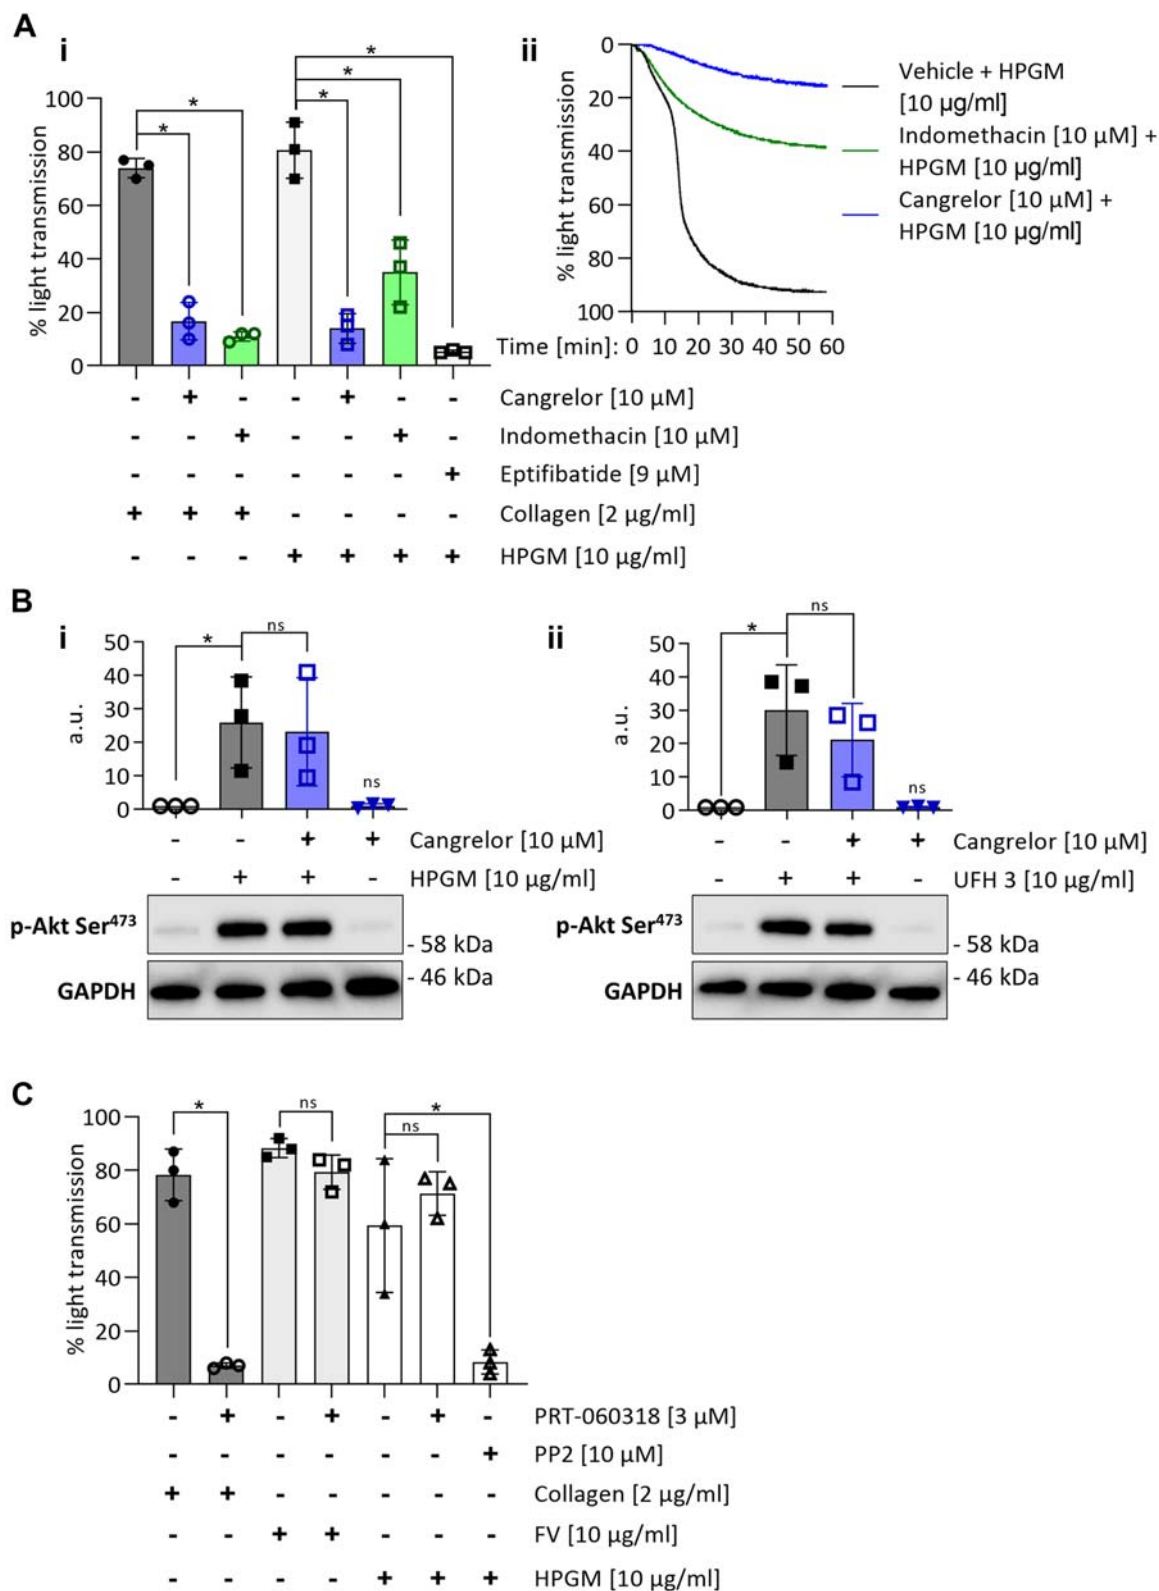 A
i
ii
* *
* * *
% light transmission
100
80
60
40
20
0
- + - - + - - Cangrelor [10 µM]
- - + - - + - Indomethacin [10 µM]
- - - - - - + Eptifibatide [9 µM]
+ + + - - - - Collagen [2 µg/ml]
- - - + + + + HPGM [10 µg/ml]
% light transmission
0
20
40
60
80
100
Time [min]: 0 10 20 30 40 50 60
Vehicle + HPGM
[10 µg/ml]
Indomethacin [10 µM] +
HPGM [10 µg/ml]
Cangrelor [10 µM] +
HPGM [10 µg/ml]
B
i
* ns
a.u.
50
40
30
20
10
0
ns
- - + + Cangrelor [10 µM]
- + + - HPGM [10 µg/ml]
p-Akt Ser473
- 58 kDa
- 46 kDa
GAPDH
ii
* ns
a.u.
50
40
30
20
10
0
ns
- - + + Cangrelor [10 µM]
- + + - UFH 3 [10 µg/ml]
p-Akt Ser473
- 58 kDa
- 46 kDa
GAPDH
C
* ns ns *
% light transmission
100
80
60
40
20
0
- + - + - + - PRT-060318 [3 µM]
- - - - - - + PP2 [10 µM]
+ + - - - - - Collagen [2 µg/ml]
- - + + - - - FV [10 µg/ml]
- - - - + + + HPGM [10 µg/ml]